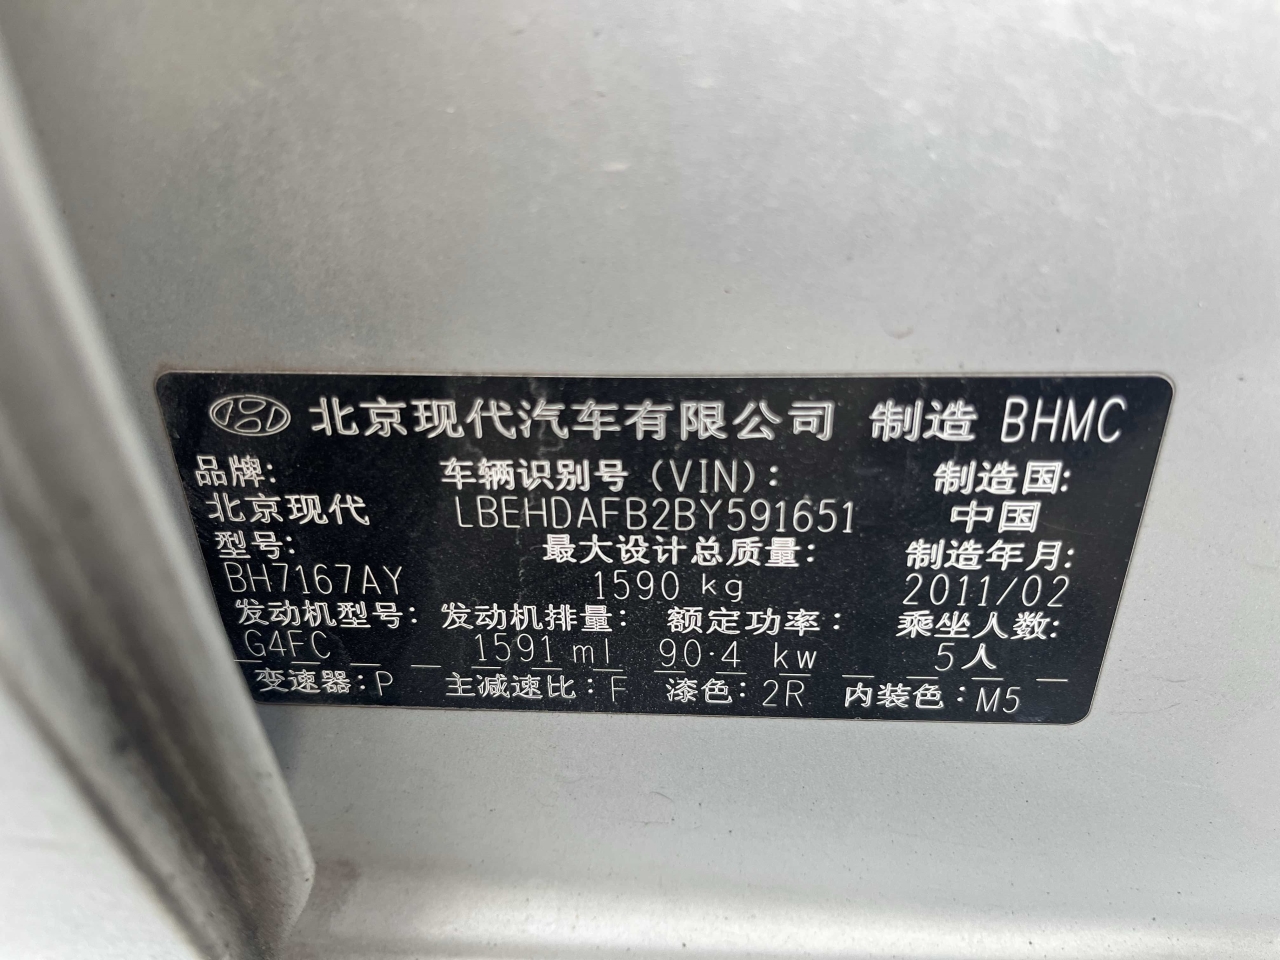 北京现代汽车有限公司 制造 BHMC
品牌: 车辆识别号 (VIN): 制造国:
北京现代 LBEHDAFB2BY591651 中国
型号: 最大设计总质量: 制造年月:
BH7167AY 1590 kg 2011/02
发动机型号: 发动机排量: 额定功率: 乘坐人数:
G4FC 1591 ml 90.4 kw 5人
变速器:P 主减速比:F 漆色:2R 内装色:M5